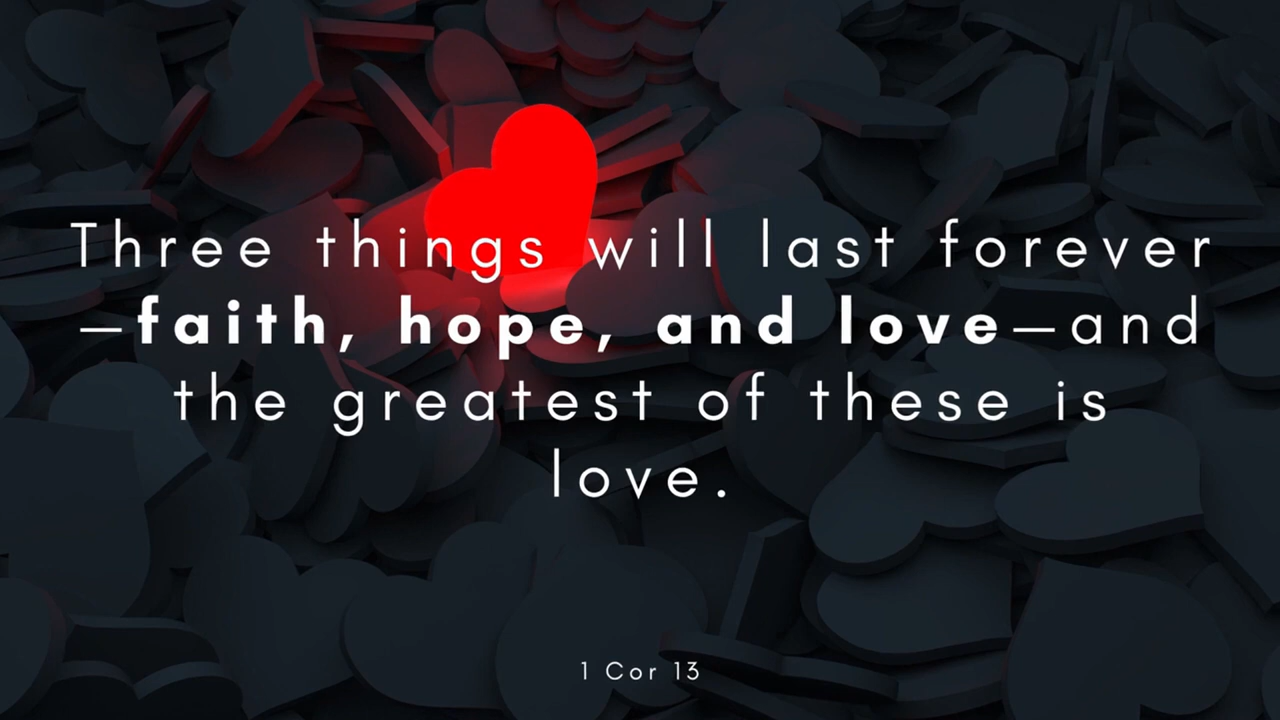 Three things will last forever
—faith, hope, and love—and
the greatest of these is
love.
1 Cor 13